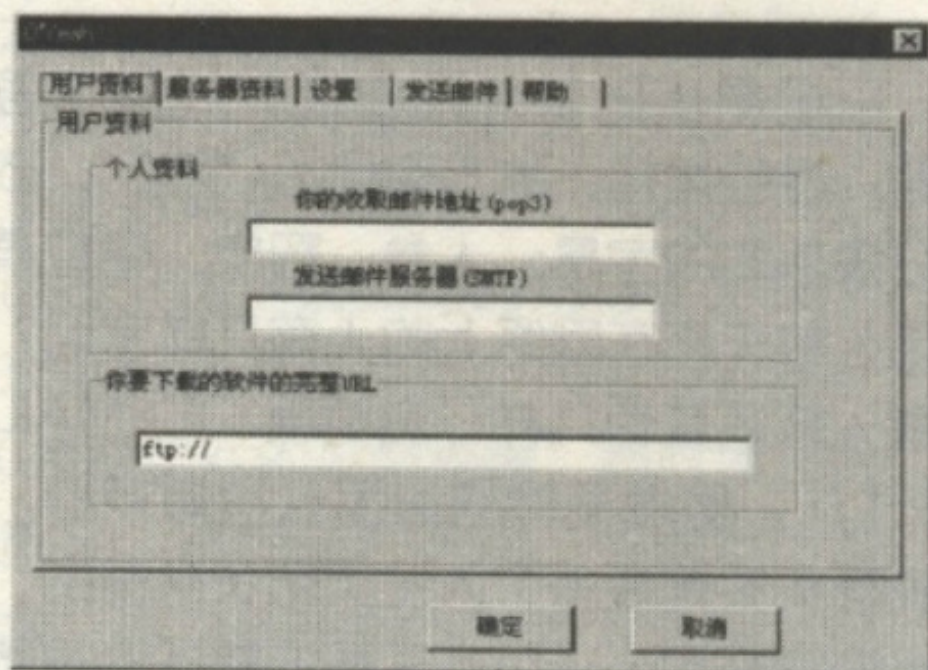 用户资料 服务器资料 设置 发送邮件 帮助
用户资料
个人资料
你的收取邮件地址(pop3)
发送邮件服务器(SMTP)
你要下载的软件的完整URL
ftp://
确定 取消